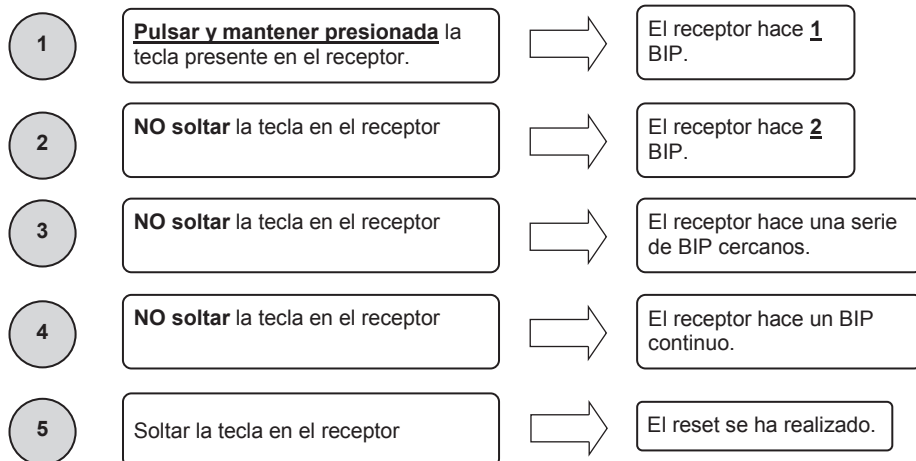 1
Pulsar y mantener presionada la
tecla presente en el receptor.
El receptor hace 1
BIP.
2
NO soltar la tecla en el receptor
El receptor hace 2
BIP.
3
NO soltar la tecla en el receptor
El receptor hace una serie
de BIP cercanos.
4
NO soltar la tecla en el receptor
El receptor hace un BIP
continuo.
5
Soltar la tecla en el receptor
El reset se ha realizado.